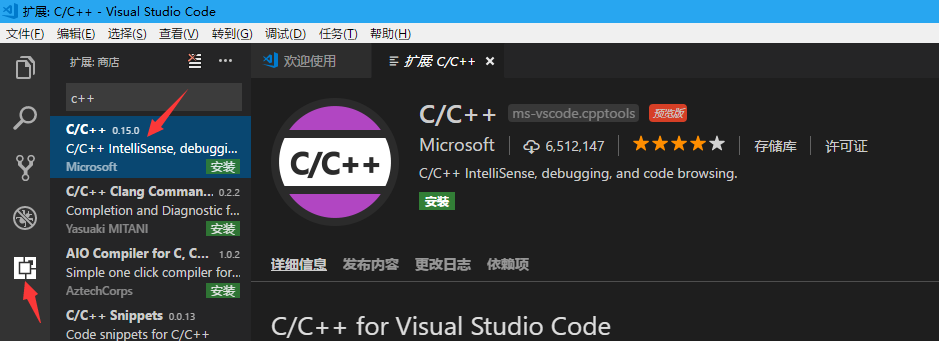 扩展: C/C++ - Visual Studio Code
文件(F) 编辑(E) 选择(S) 查看(V) 转到(G) 调试(D) 任务(T) 帮助(H)
扩展: 商店
欢迎使用
扩展: C/C++
c++
C/C++ 0.15.0
C/C++ IntelliSense, debuggi...
Microsoft 安装
C/C++ Clang Comman... 0.2.2
Completion and Diagnostic f...
Yasuaki MITANI 安装
AIO Compiler for C, C... 1.0.2
Simple one click compiler for...
AztechCorps 安装
C/C++ Snippets 0.0.13
Code snippets for C/C++
C/C++
C/C++ ms-vscode.cpptools 预览版
Microsoft 6,512,147 存储库 许可证
C/C++ IntelliSense, debugging, and code browsing.
安装
详细信息 发布内容 更改日志 依赖项
C/C++ for Visual Studio Code